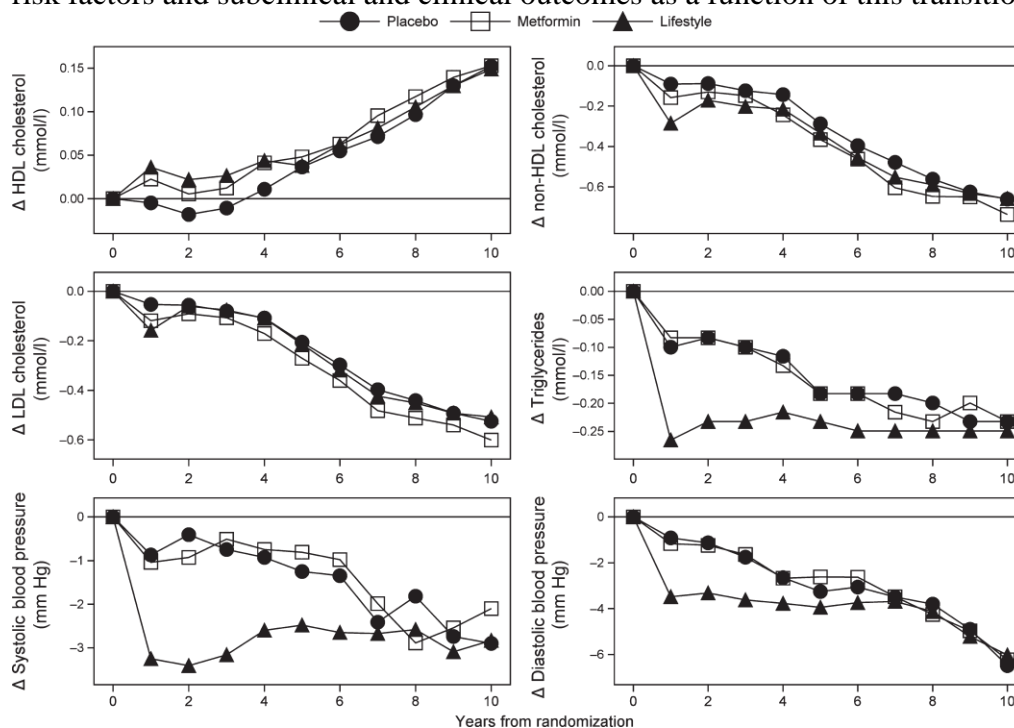 risk factors and subclinical and clinical outcomes as a function of this transitio
Placebo Metformin Lifestyle
Δ HDL cholesterol
(mmol/l)
0.15
0.10
0.05
0.00
0 2 4 6 8 10
Δ non-HDL cholesterol
(mmol/l)
0.0
–0.2
–0.4
–0.6
0 2 4 6 8 10
Δ LDL cholesterol
(mmol/l)
0.0
–0.2
–0.4
–0.6
0 2 4 6 8 10
Δ Triglycerides
(mmol/l)
0.00
–0.05
–0.10
–0.15
–0.20
–0.25
0 2 4 6 8 10
Δ Systolic blood pressure
(mm Hg)
0
–1
–2
–3
0 2 4 6 8 10
Δ Diastolic blood pressure
(mm Hg)
0
–2
–4
–6
0 2 4 6 8 10
Years from randomization